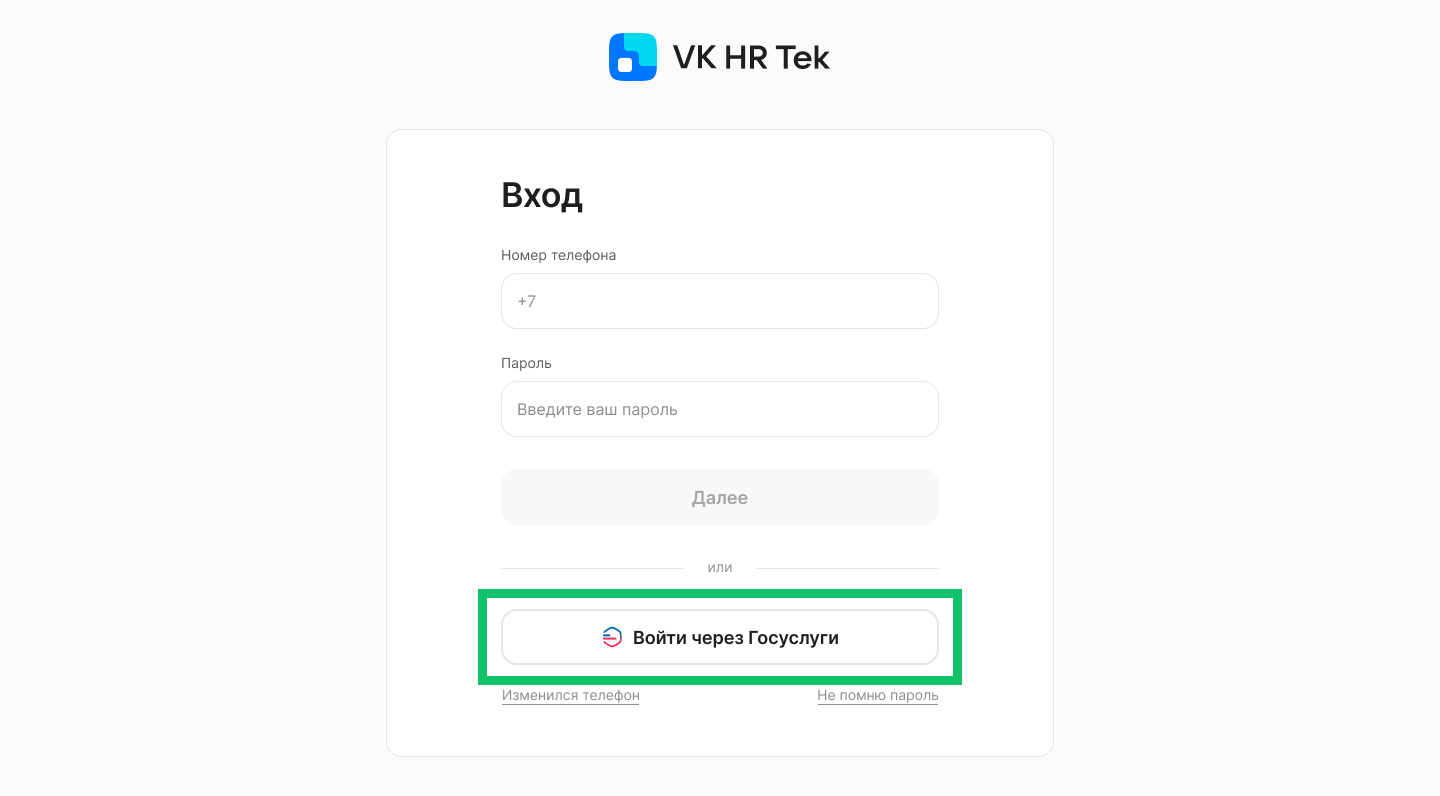 VK HR Tek
Вход
Номер телефона
+7
Пароль
Введите ваш пароль
Далее
или
Войти через Госуслуги
Изменился телефон
Не помню пароль